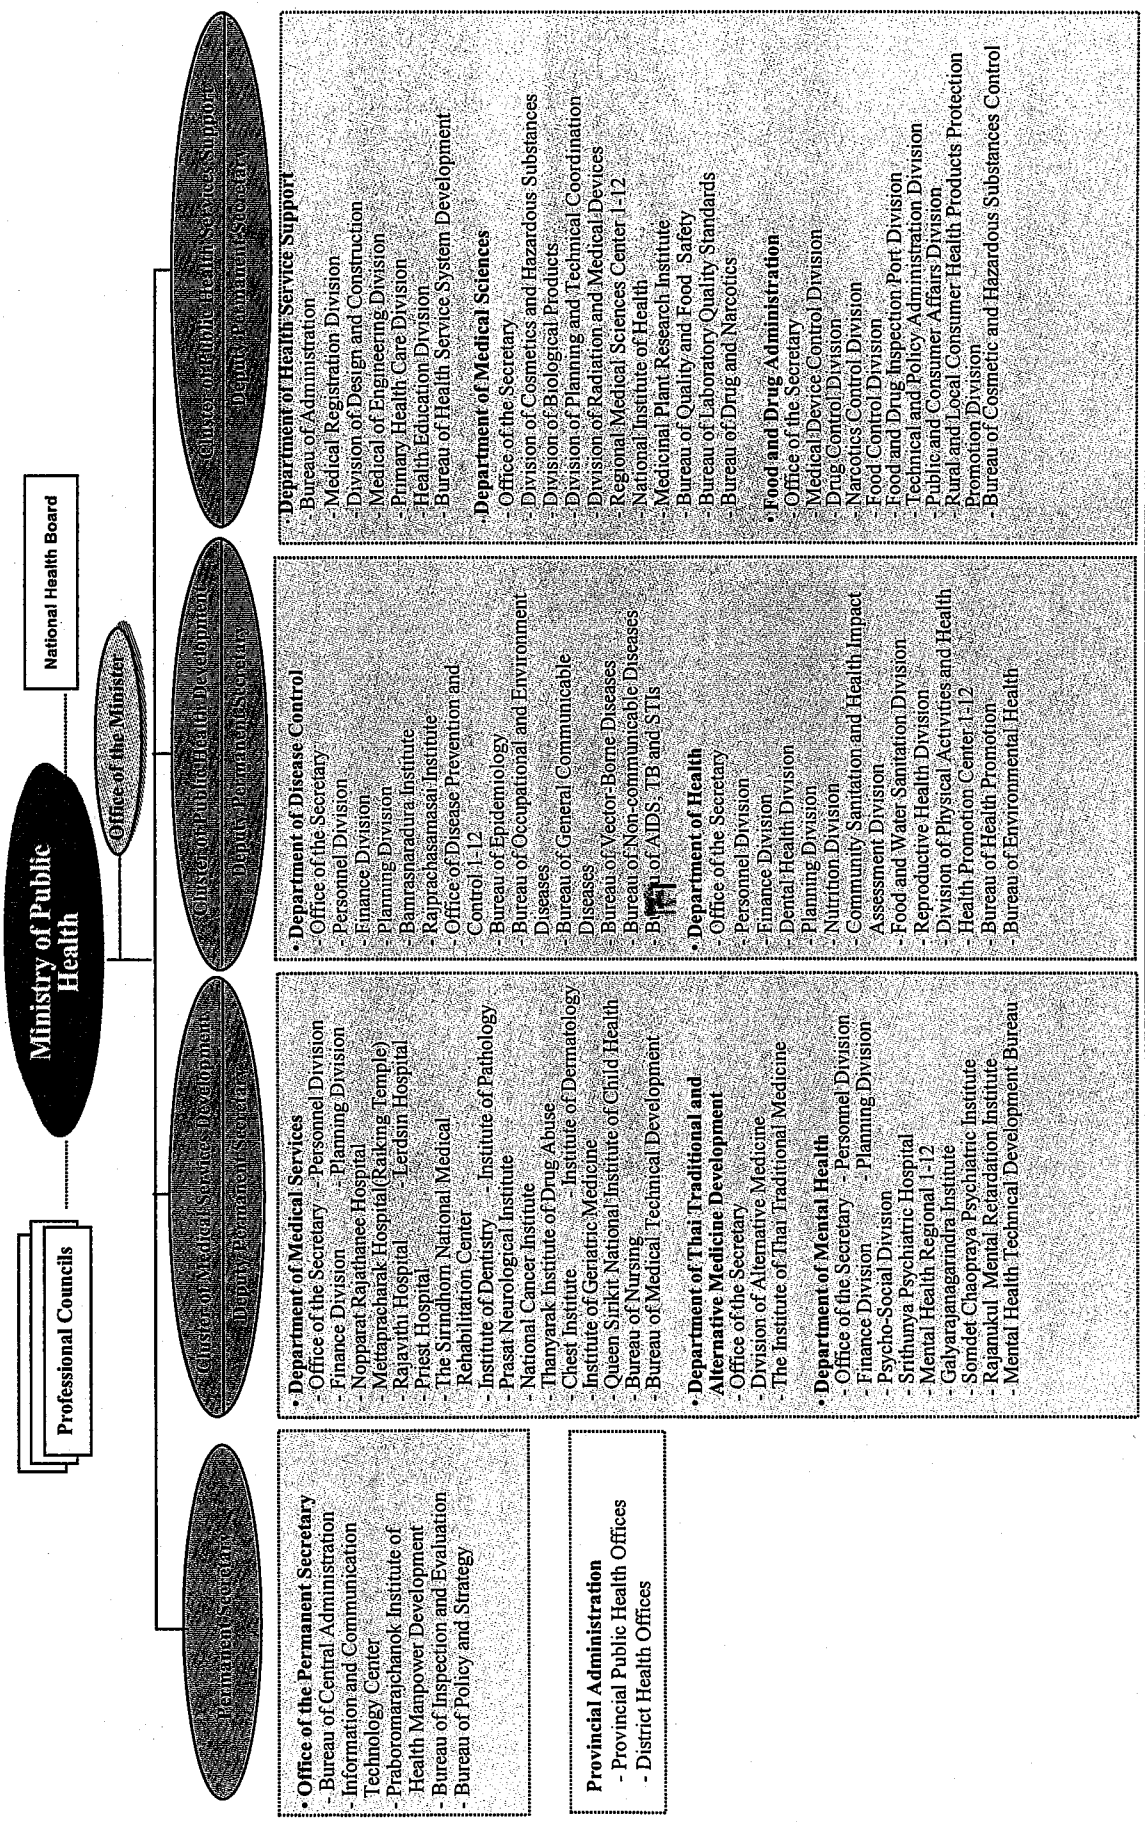 Ministry of Public
Health
Professional Councils
National Health Board
Office of the Minister
Permanent Secretary
Cluster of Medical Services Development
Deputy Permanent Secretary
Cluster of Public Health Development
Deputy Permanent Secretary
Cluster of Public Health Services Support
Deputy Permanent Secretary
• Office of the Permanent Secretary
- Bureau of Central Administration
- Information and Communication
Technology Center
- Praboromarajchanok Institute of
Health Manpower Development
- Bureau of Inspection and Evaluation
- Bureau of Policy and Strategy
Provincial Administration
- Provincial Public Health Offices
- District Health Offices
• Department of Medical Services
- Office of the Secretary - Personnel Division
- Finance Division - Planning Division
- Nopparat Rajathanee Hospital
- Mettapracharak Hospital (Raiking Temple)
- Rajavithi Hospital - Lerdsin Hospital
- Priest Hospital
- The Sirindhorn National Medical
Rehabilitation Center - Institute of Pathology
- Institute of Dentistry
- Prasat Neurological Institute
- National Cancer Institute
- Thanyarak Institute of Drug Abuse
- Chest Institute - Institute of Dermatology
- Institute of Geriatric Medicine
- Queen Sirikit National Institute of Child Health
- Bureau of Nursing
- Bureau of Medical Technical Development
• Department of Thai Traditional and
Alternative Medicine Development
- Office of the Secretary
- Division of Alternative Medicine
- The Institute of Thai Traditional Medicine
• Department of Mental Health
- Office of the Secretary - Personnel Division
- Finance Division - Planning Division
- Psycho-Social Division
- Srithunya Psychiatric Hospital
- Mental Health Regional 1-12
- Galyarajanagarindra Institute
- Somdet Chaopraya Psychiatric Institute
- Rajanukul Mental Retardation Institute
- Mental Health Technical Development Bureau
• Department of Disease Control
- Office of the Secretary
- Personnel Division
- Finance Division
- Planning Division
- Bamrasnaradura Institute
- Rajprachasamasai Institute
- Office of Disease Prevention and
Control 1-12
- Bureau of Epidemiology
- Bureau of Occupational and Environment
Diseases
- Bureau of General Communicable
Diseases
- Bureau of Vector-Borne Diseases
- Bureau of Non-communicable Diseases
- Bureau of AIDS, TB and STIs
• Department of Health
- Office of the Secretary
- Personnel Division
- Finance Division
- Dental Health Division
- Planning Division
- Nutrition Division
- Community Sanitation and Health Impact
Assessment Division
- Food and Water Sanitation Division
- Reproductive Health Division
- Division of Physical Activities and Health
- Health Promotion Center 1-12
- Bureau of Health Promotion
- Bureau of Environmental Health
• Department of Health Service Support
- Bureau of Administration
- Medical Registration Division
- Division of Design and Construction
- Medical of Engineering Division
- Primary Health Care Division
- Health Education Division
- Bureau of Health Service System Development
• Department of Medical Sciences
- Office of the Secretary
- Division of Cosmetics and Hazardous Substances
- Division of Biological Products
- Division of Planning and Technical Coordination
- Division of Radiation and Medical Devices
- Regional Medical Sciences Center 1-12
- National Institute of Health
- Medicinal Plant Research Institute
- Bureau of Quality and Food Safety
- Bureau of Laboratory Quality Standards
- Bureau of Drug and Narcotics
• Food and Drug Administration
- Office of the Secretary
- Medical Device Control Division
- Drug Control Division
- Narcotics Control Division
- Food Control Division
- Food and Drug Inspection Port Division
- Technical and Policy Administration Division
- Public and Consumer Affairs Division
- Rural and Local Consumer Health Products Protection
Promotion Division
- Bureau of Cosmetic and Hazardous Substances Control